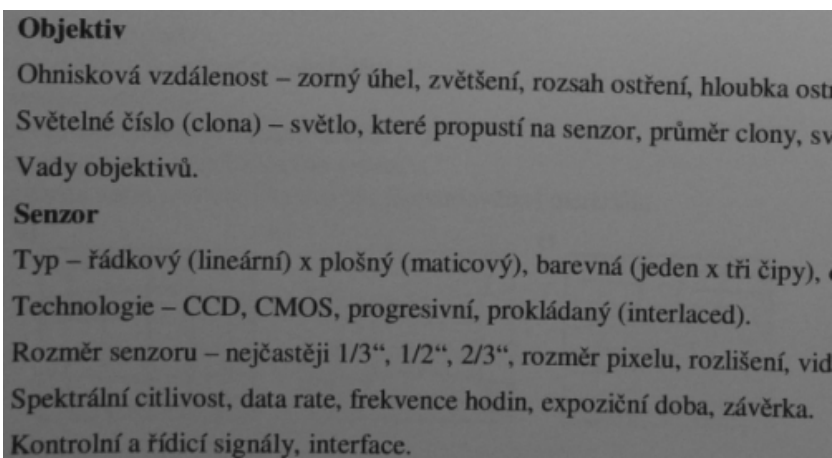 Objektiv
Ohnisková vzdálenost – zorný úhel, zvětšení, rozsah ostření, hloubka
Světelné číslo (clona) – světlo, které propustí na senzor, průměr clony,
Vady objektivů.
Senzor
Typ – řádkový (lineární) x plošný (maticový), barevná (jeden x tři čipy),
Technologie – CCD, CMOS, progresivní, prokládaný (interlaced).
Rozměr senzoru – nejčastěji 1/3“, 1/2“, 2/3“, rozměr pixelu, rozlišení,
Spektrální citlivost, data rate, frekvence hodin, expoziční doba, závěrka.
Kontrolní a řídicí signály, interface.